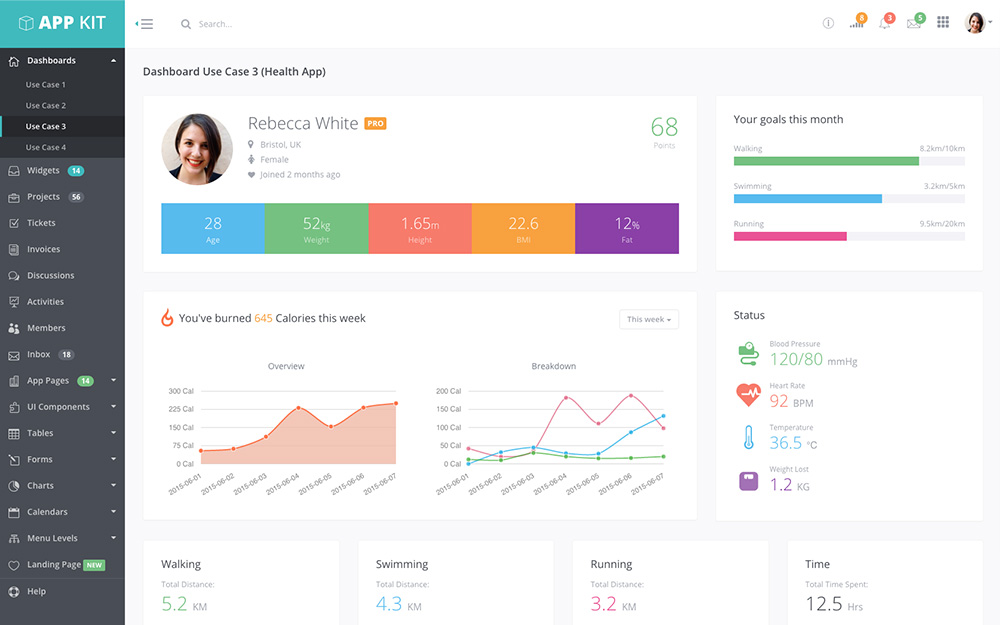 APP KIT
Search...
8
3
5
Dashboards
Use Case 1
Use Case 2
Use Case 3
Use Case 4
Widgets 14
Projects 56
Tickets
Invoices
Discussions
Activities
Members
Inbox 18
App Pages 14
UI Components
Tables
Forms
Charts
Calendars
Menu Levels
Landing Page NEW
Help
Dashboard Use Case 3 (Health App)
Rebecca White PRO
Bristol, UK
Female
Joined 2 months ago
68
Points
28
Age
52kg
Weight
1.65m
Height
22.6
BMI
12%
Fat
Your goals this month
Walking 8.2km/10km
Swimming 3.2km/5km
Running 9.5km/20km
You've burned 645 Calories this week
This week
Overview
300 Cal
225 Cal
150 Cal
75 Cal
0 Cal
2015-06-01
2015-06-02
2015-06-03
2015-06-04
2015-06-05
2015-06-06
2015-06-07
Breakdown
200 Cal
150 Cal
100 Cal
50 Cal
0 Cal
2015-06-01
2015-06-02
2015-06-03
2015-06-04
2015-06-05
2015-06-06
2015-06-07
Status
Blood Pressure
120/80 mmHg
Heart Rate
92 BPM
Temperature
36.5 °C
Weight Lost
1.2 KG
Walking
Total Distance:
5.2 KM
Swimming
Total Distance:
4.3 KM
Running
Total Distance:
3.2 KM
Time
Total Time Spent:
12.5 Hrs